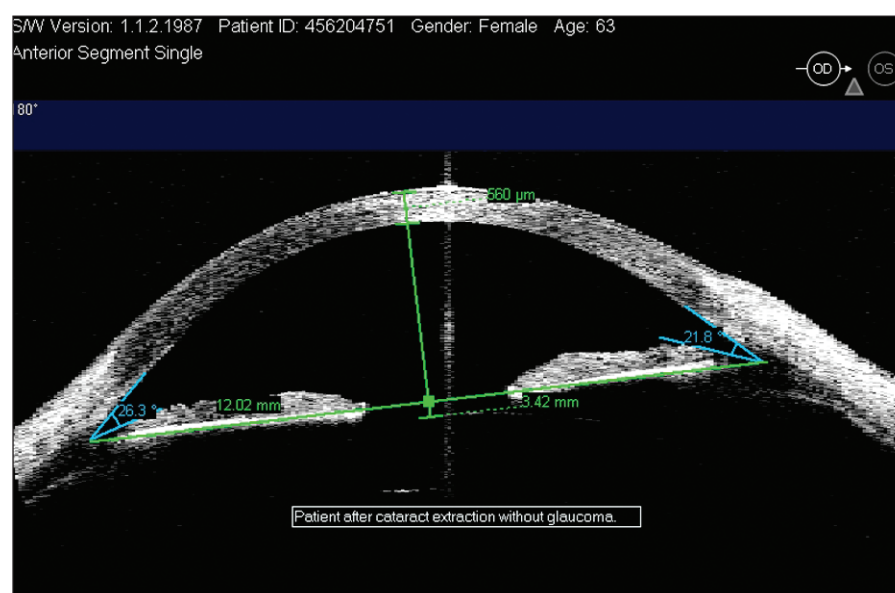 S/W Version: 1.1.2.1987 Patient ID: 456204751 Gender: Female Age: 63
Anterior Segment Single
OD OS
180°
560 µm
21.8 °
26.3 °
12.02 mm
3.42 mm
Patient after cataract extraction without glaucoma.